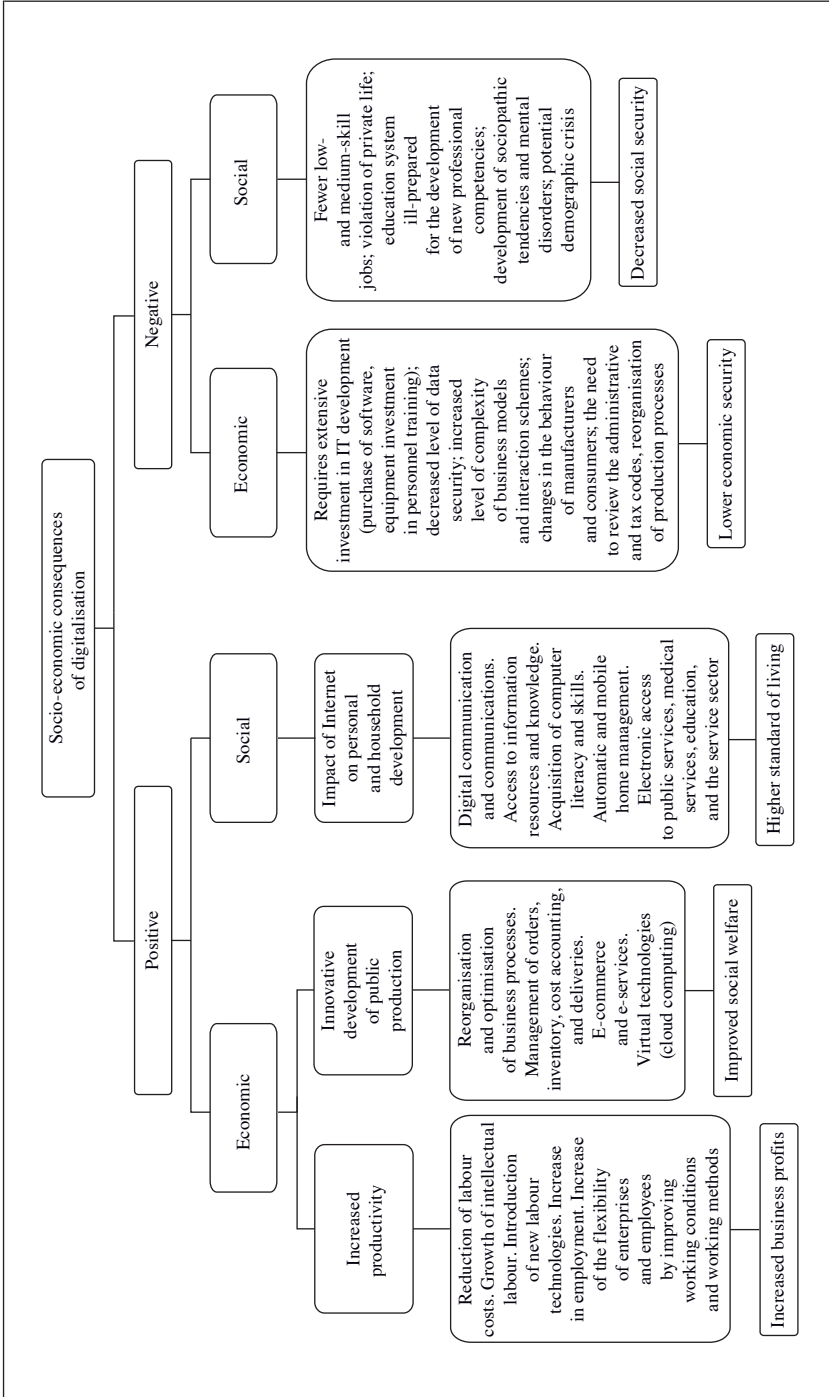 Socio-economic consequences
of digitalisation
Positive
Negative
Economic
Social
Economic
Social
Increased
productivity
Innovative
development
of public
production
Impact of Internet
on personal
and household
development
Reduction of labour
costs. Growth of intellectual
labour. Introduction
of new labour
technologies. Increase
in employment. Increase
of the flexibility
of enterprises
and employees
by improving
working conditions
and working methods
Reorganisation
and optimisation
of business processes.
Management of orders,
inventory, cost accounting,
and deliveries.
E-commerce
and e-services.
Virtual technologies
(cloud computing)
Digital communication
and communications.
Access to information
resources and knowledge.
Acquisition of computer
literacy and skills.
Automatic and mobile
home management.
Electronic access
to public services, medical
services, education,
and the service sector
Requires extensive
investment in IT development
(purchase of software,
equipment investment
in personnel training);
decreased level of data
security; increased
level of complexity
of business models
and interaction schemes;
changes in the behaviour
of manufacturers
and consumers; the need
to review the administrative
and tax codes, reorganisation
of production processes
Fewer low-
and medium-skill
jobs; violation of private life;
education system
ill-prepared
for the development
of new professional
competencies;
development of sociopathic
tendencies and mental
disorders; potential
demographic crisis
Increased business profits
Improved social welfare
Higher standard of living
Lower economic security
Decreased social security